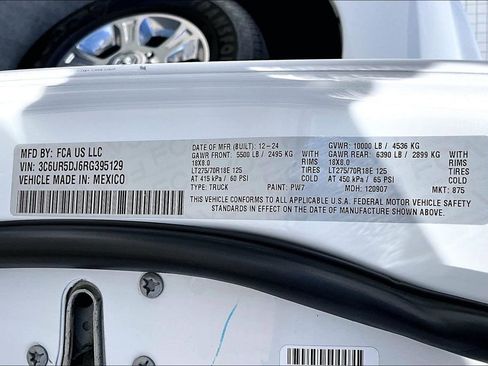 MFD BY: FCA US LLC
VIN: 3C6UR5DJ6RG395129
VEHICLE MADE IN: MEXICO
DATE OF MFR (BUILT): 12-24 GVWR: 10000 LB / 4536 KG
GAWR FRONT: 5500 LB / 2495 KG WITH GAWR REAR: 6390 LB / 2899 KG WITH
18X8.0 RIMS 18X8.0 RIMS
LT275/70R18E 125 TIRES LT275/70R18E 125 TIRES
AT 415 kPa / 60 PSI COLD AT 450 kPa / 65 PSI COLD
TYPE: TRUCK PAINT: PW7 MDH: 120907 MKT: 875
THIS VEHICLE CONFORMS TO ALL APPLICABLE U.S.A. FEDERAL MOTOR VEHICLE SAFETY
STANDARDS IN EFFECT ON THE DATE OF MANUFACTURE SHOWN ABOVE.